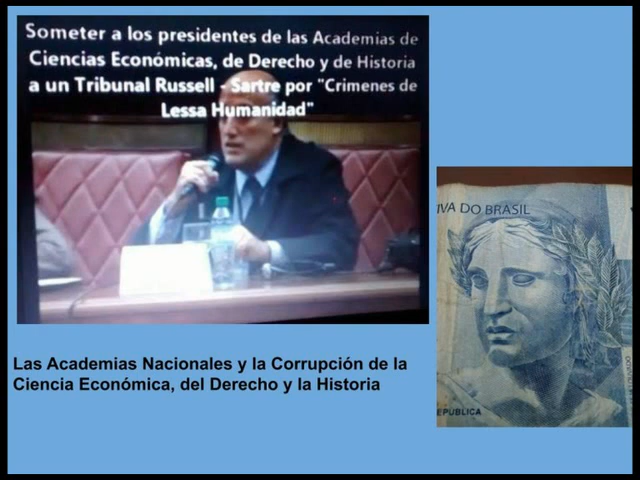 Someter a los presidentes de las Academias de
Ciencias Económicas, de Derecho y de Historia
a un Tribunal Russell - Sartre por "Crimenes de
Lessa Humanidad"
IVA DO BRASIL
EPÚBLICA
Las Academias Nacionales y la Corrupción de la
Ciencia Económica, del Derecho y la Historia